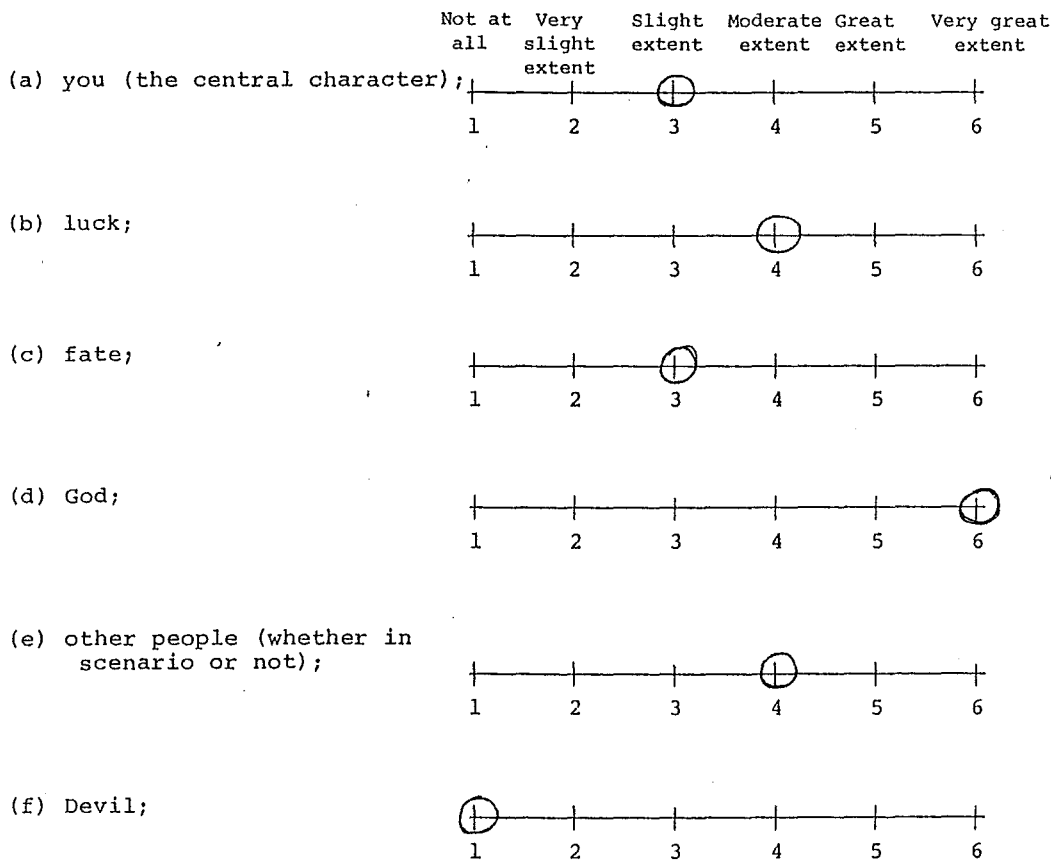 Not at all Very slight extent Slight extent Moderate extent Great extent Very great extent
(a) you (the central character);
1 2 3 4 5 6
(b) luck;
1 2 3 4 5 6
(c) fate;
1 2 3 4 5 6
(d) God;
1 2 3 4 5 6
(e) other people (whether in
scenario or not);
1 2 3 4 5 6
(f) Devil;
1 2 3 4 5 6